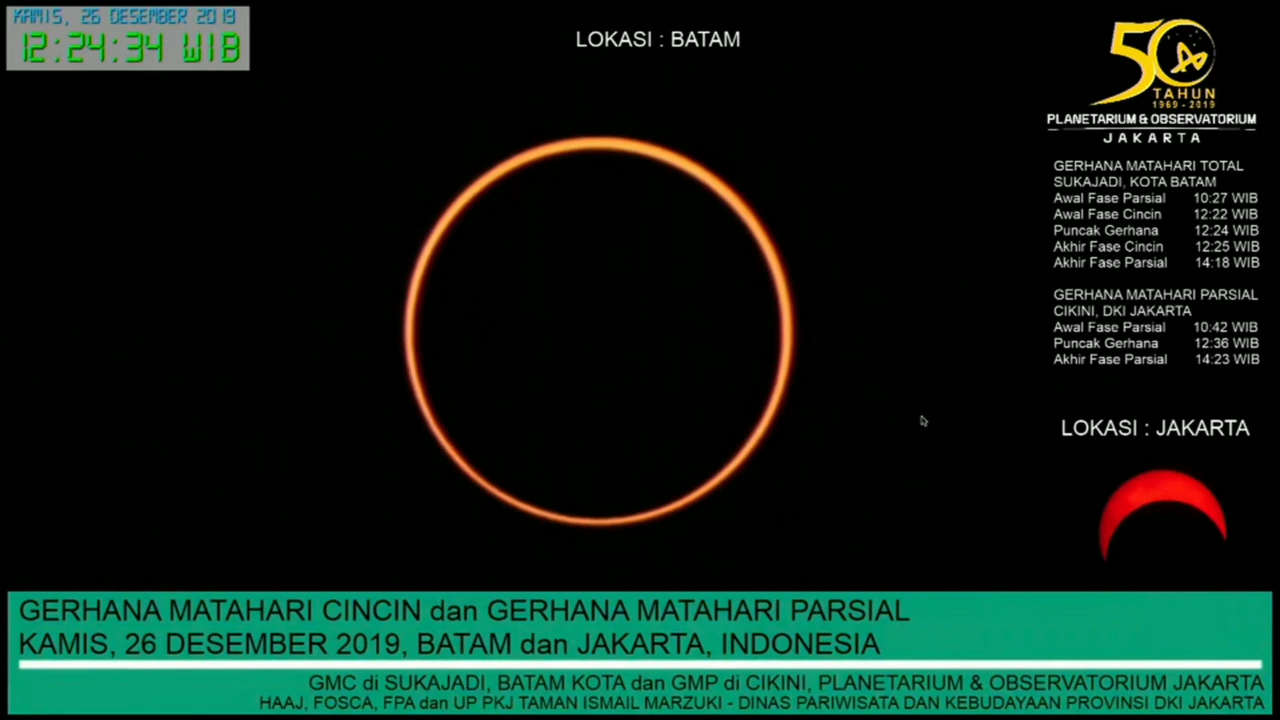 KAMIS, 26 DESEMBER 2019
12:24:34 WIB
LOKASI : BATAM
50
TAHUN
1969 - 2019
PLANETARIUM & OBSERVATORIUM
JAKARTA
GERHANA MATAHARI TOTAL
SUKAJADI, KOTA BATAM
Awal Fase Parsial 10:27 WIB
Awal Fase Cincin 12:22 WIB
Puncak Gerhana 12:24 WIB
Akhir Fase Cincin 12:25 WIB
Akhir Fase Parsial 14:18 WIB
GERHANA MATAHARI PARSIAL
CIKINI, DKI JAKARTA
Awal Fase Parsial 10:42 WIB
Puncak Gerhana 12:36 WIB
Akhir Fase Parsial 14:23 WIB
LOKASI : JAKARTA
GERHANA MATAHARI CINCIN dan GERHANA MATAHARI PARSIAL
KAMIS, 26 DESEMBER 2019, BATAM dan JAKARTA, INDONESIA
GMC di SUKAJADI, BATAM KOTA dan GMP di CIKINI, PLANETARIUM & OBSERVATORIUM JAKARTA
HAAJ, FOSCA, FPA dan UP PKJ TAMAN ISMAIL MARZUKI - DINAS PARIWISATA DAN KEBUDAYAAN PROVINSI DKI JAKARTA